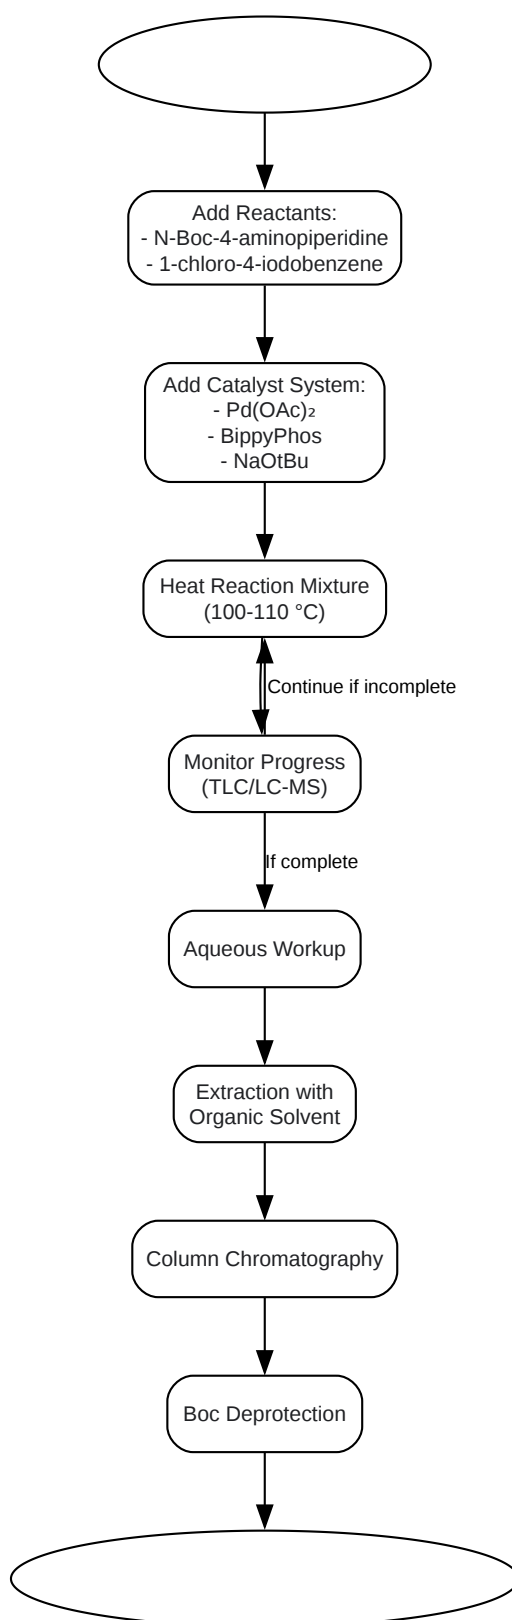 Add Reactants:
- N-Boc-4-aminopiperidine
- 1-chloro-4-iodobenzene
Add Catalyst System:
- Pd(OAc)₂
- BippyPhos
- NaOtBu
Heat Reaction Mixture
(100-110 °C)
Continue if incomplete
Monitor Progress
(TLC/LC-MS)
If complete
Aqueous Workup
Extraction with
Organic Solvent
Column Chromatography
Boc Deprotection